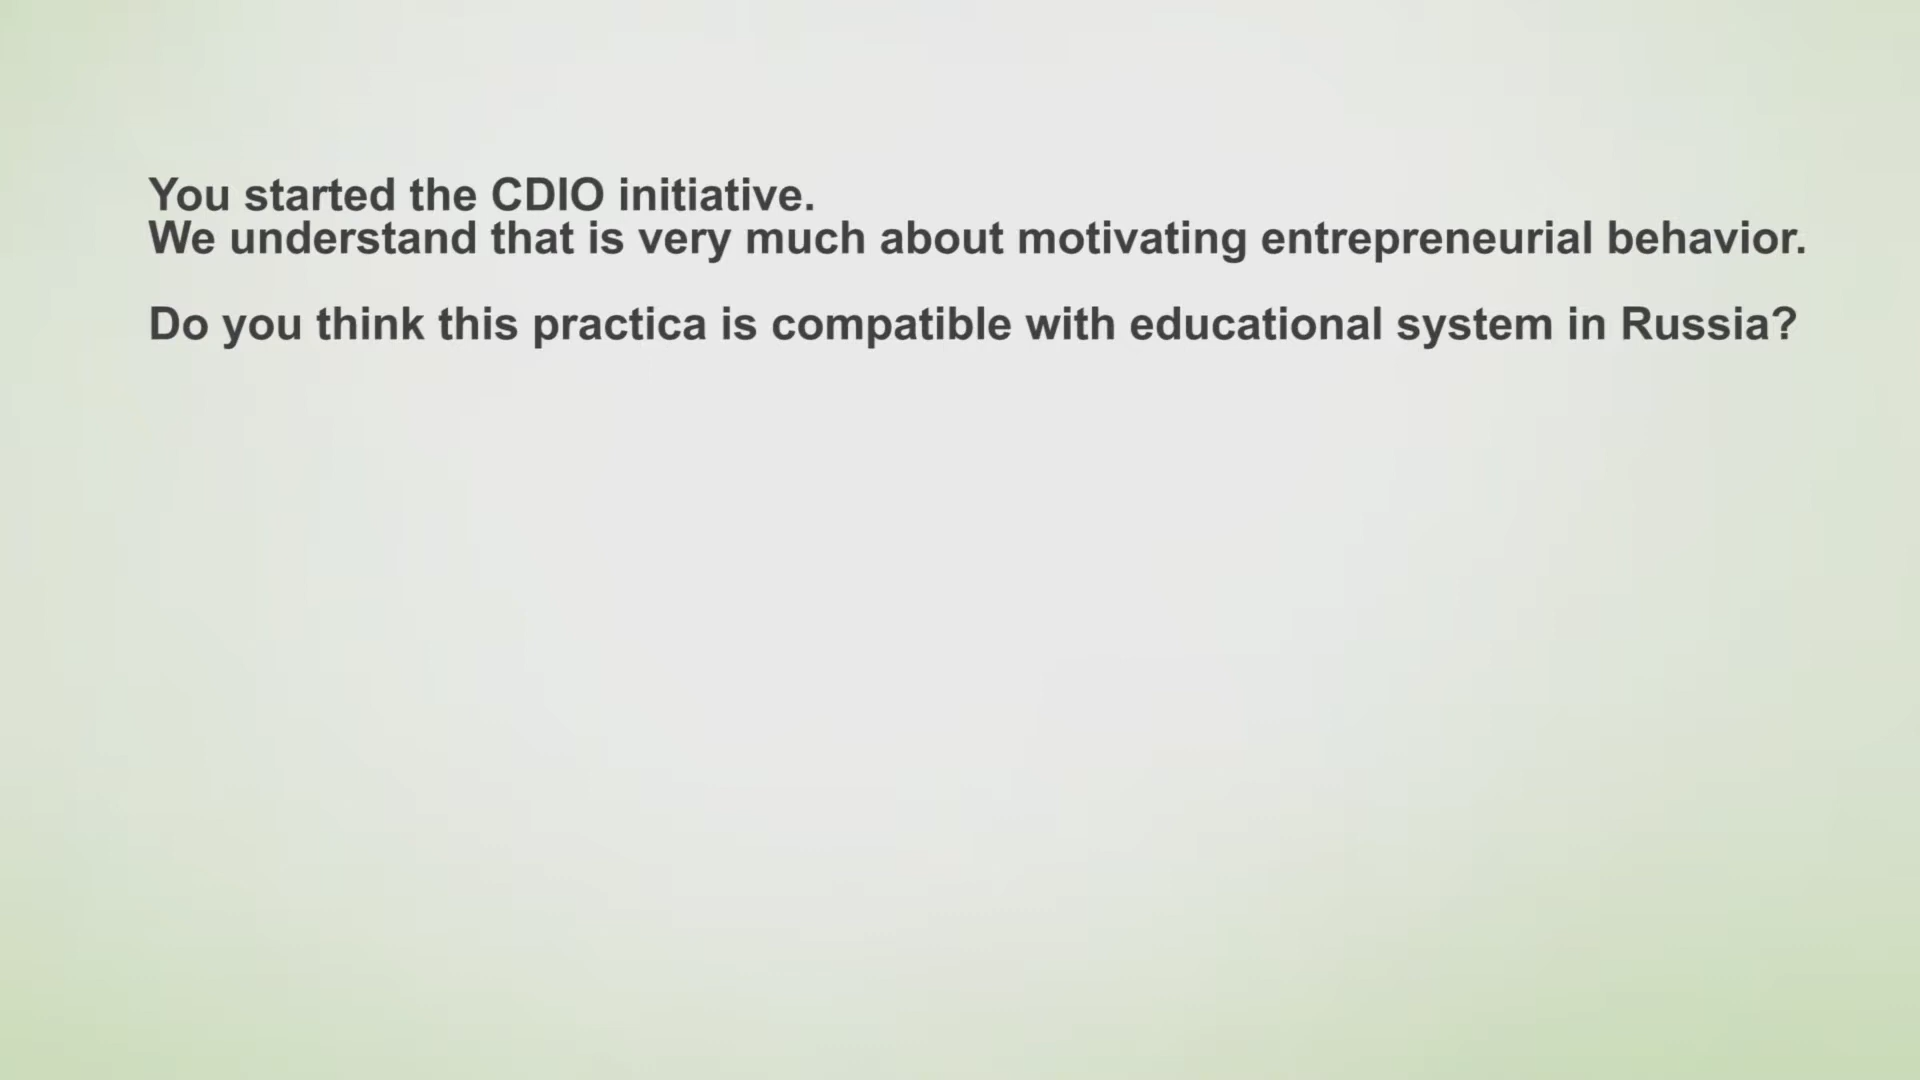 You started the CDIO initiative.
We understand that is very much about motivating entrepreneurial behavior.
Do you think this practica is compatible with educational system in Russia?